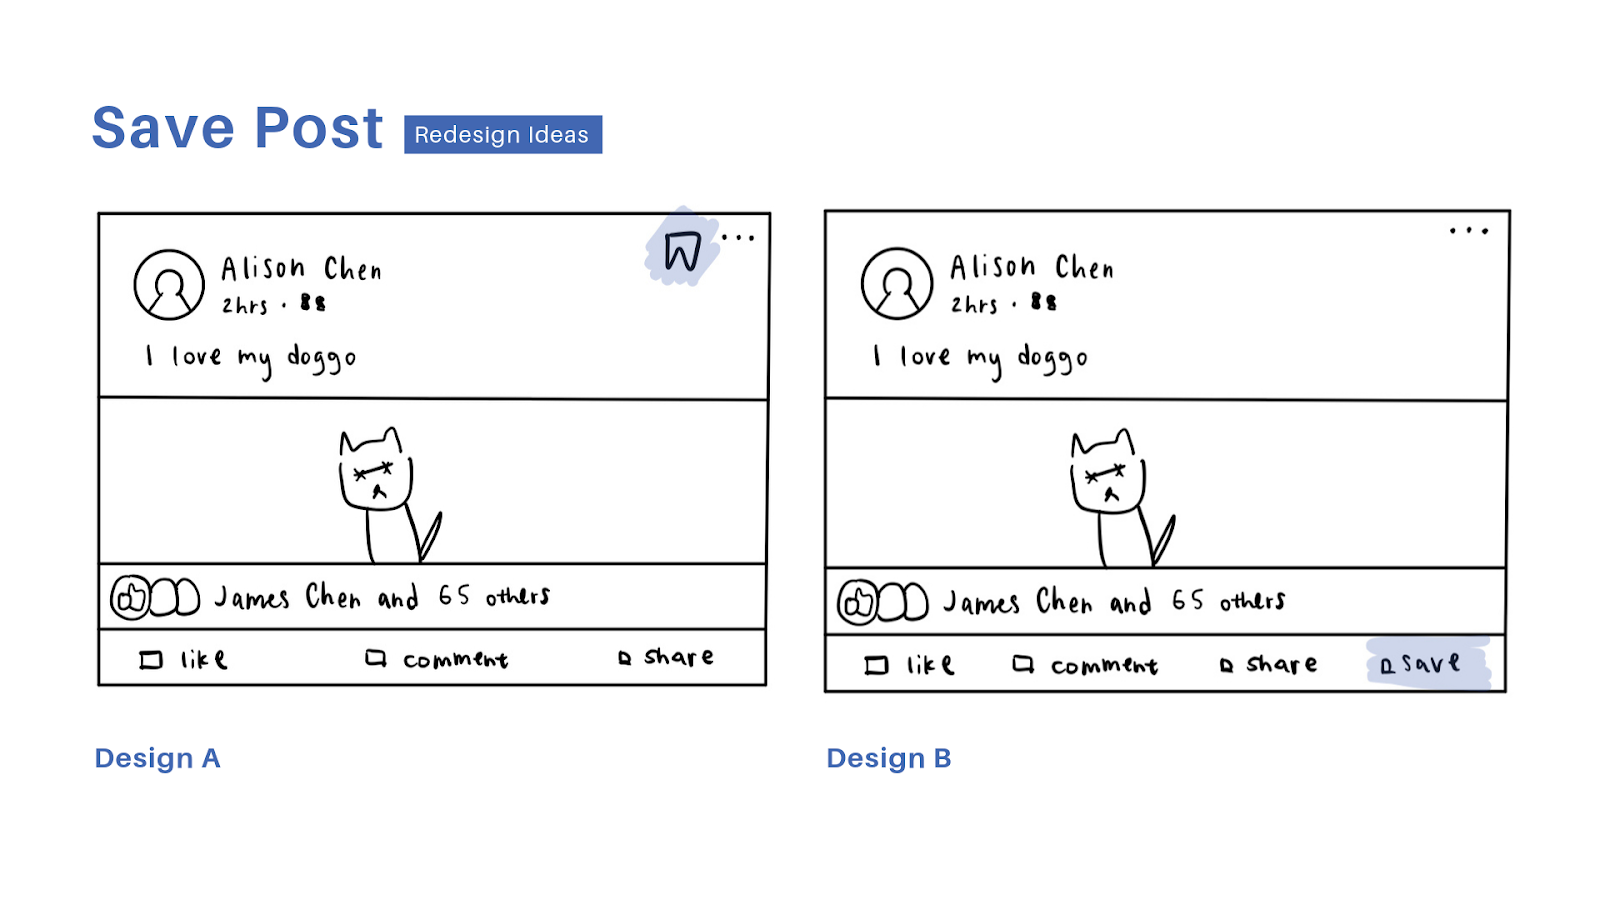 Save Post Redesign Ideas
Alison Chen
2hrs ·
I love my doggo
James Chen and 65 others
like comment share
Design A
Alison Chen
2hrs ·
I love my doggo
James Chen and 65 others
like comment share save
Design B